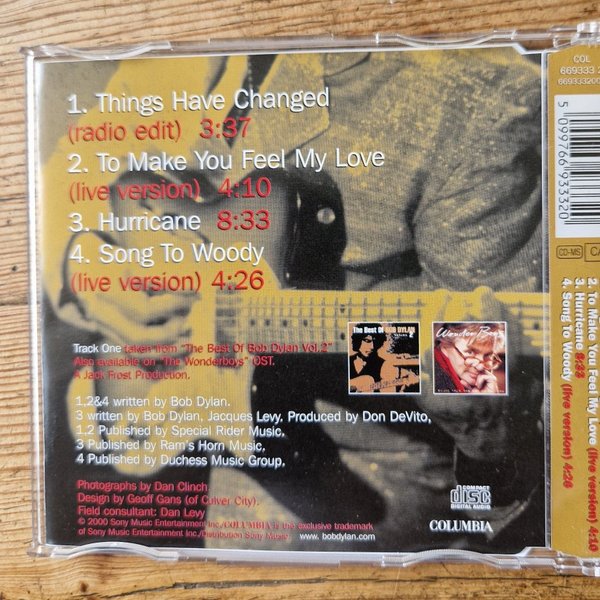 1. Things Have Changed
(radio edit) 3:37
2. To Make You Feel My Love
(live version) 4:10
3. Hurricane 8:33
4. Song To Woody
(live version) 4:26
The Best Of BOB DYLAN
Volume 2
Wonder Boys
Track One taken from "The Best Of Bob Dylan Vol.2"
Also available on "The Wonderboys" OST.
A Jack Frost Production.
1,2&4 written by Bob Dylan.
3 written by Bob Dylan, Jacques Levy, Produced by Don DeVito,
1,2 Published by Special Rider Music,
3 Published by Ram's Horn Music,
4 Published by Duchess Music Group,
Photographs by Dan Clinch.
Design by Geoff Gans (of Culver City).
Field consultant: Dan Levy
© 2000 Sony Music Entertainment Inc./COLUMBIA is the exclusive trademark
of Sony Music Entertainment Inc./Distribution Sony Music www.bobdylan.com
COMPACT
disc
DIGITAL AUDIO
COLUMBIA
COL
669333 2
6693332000
5099766933320
CD-MS
CA
2. To Make You Feel My Love (live version) 4:10
3. Hurricane 8:33
4. Song To Woody (live version) 4:26